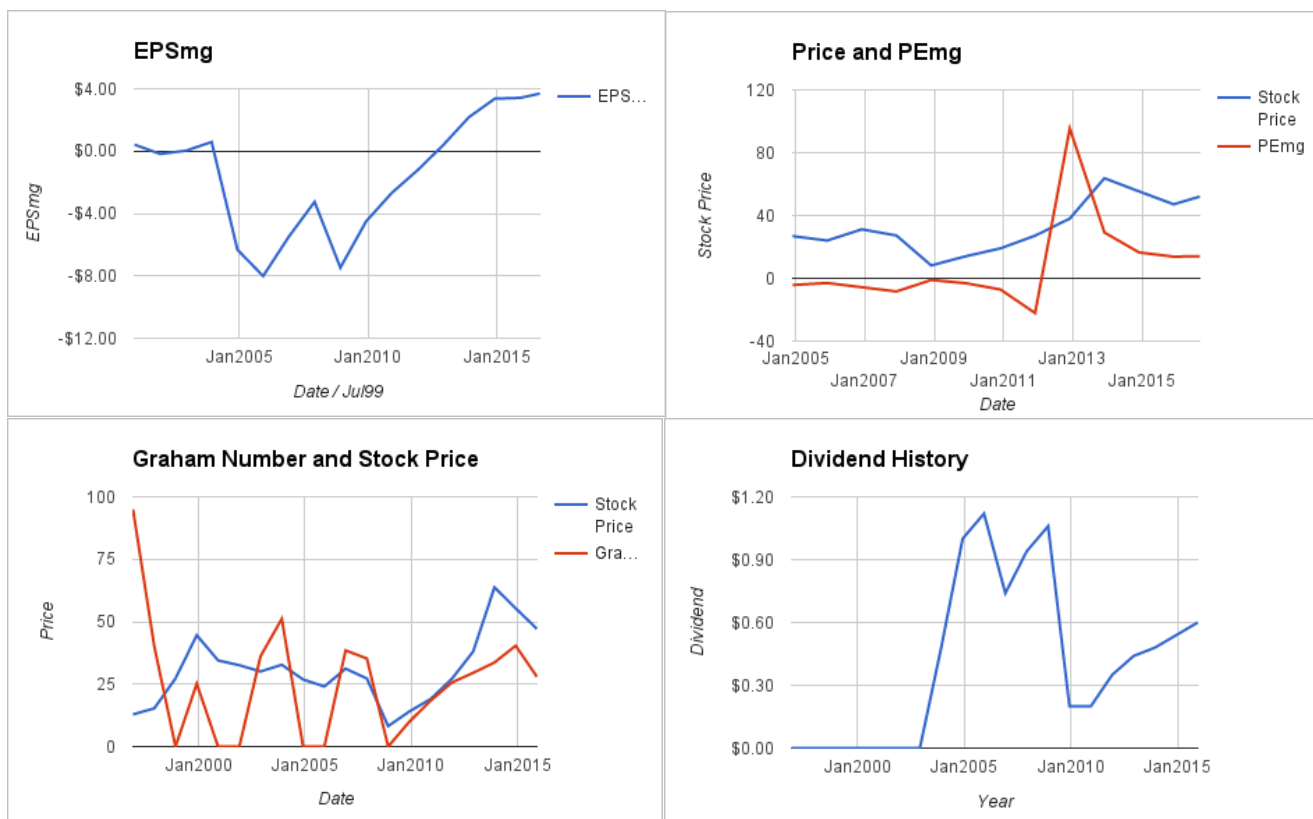 EPSmg
$4.00
$0.00
-$4.00
-$8.00
-$12.00
EPSmg
EPS...
Jan2005
Jan2010
Jan2015
Date / Jul99
Price and PEmg
120
80
40
0
-40
Stock Price
Stock
Price
PEmg
Jan2005
Jan2009
Jan2013
Jan2007
Jan2011
Jan2015
Date
Graham Number and Stock Price
100
75
50
25
0
Price
Stock
Price
Gra...
Jan2000
Jan2005
Jan2010
Jan2015
Date
Dividend History
$1.20
$0.90
$0.60
$0.30
$0.00
Dividend
Jan2000
Jan2005
Jan2010
Jan2015
Year